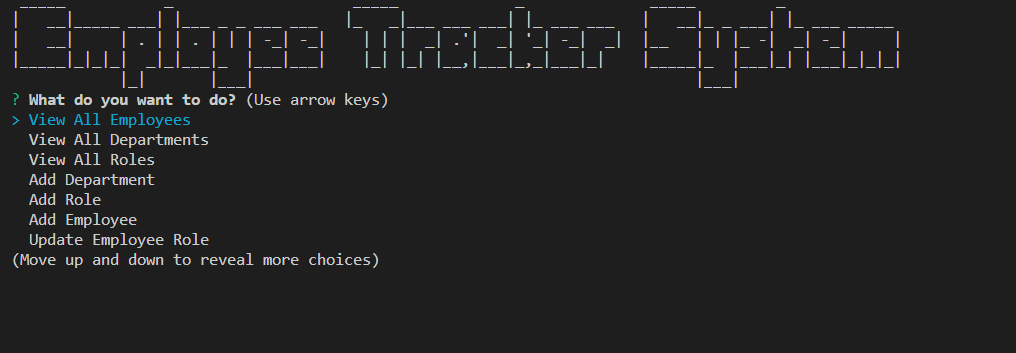 Employee Tracker System
? What do you want to do? (Use arrow keys)
> View All Employees
View All Departments
View All Roles
Add Department
Add Role
Add Employee
Update Employee Role
(Move up and down to reveal more choices)